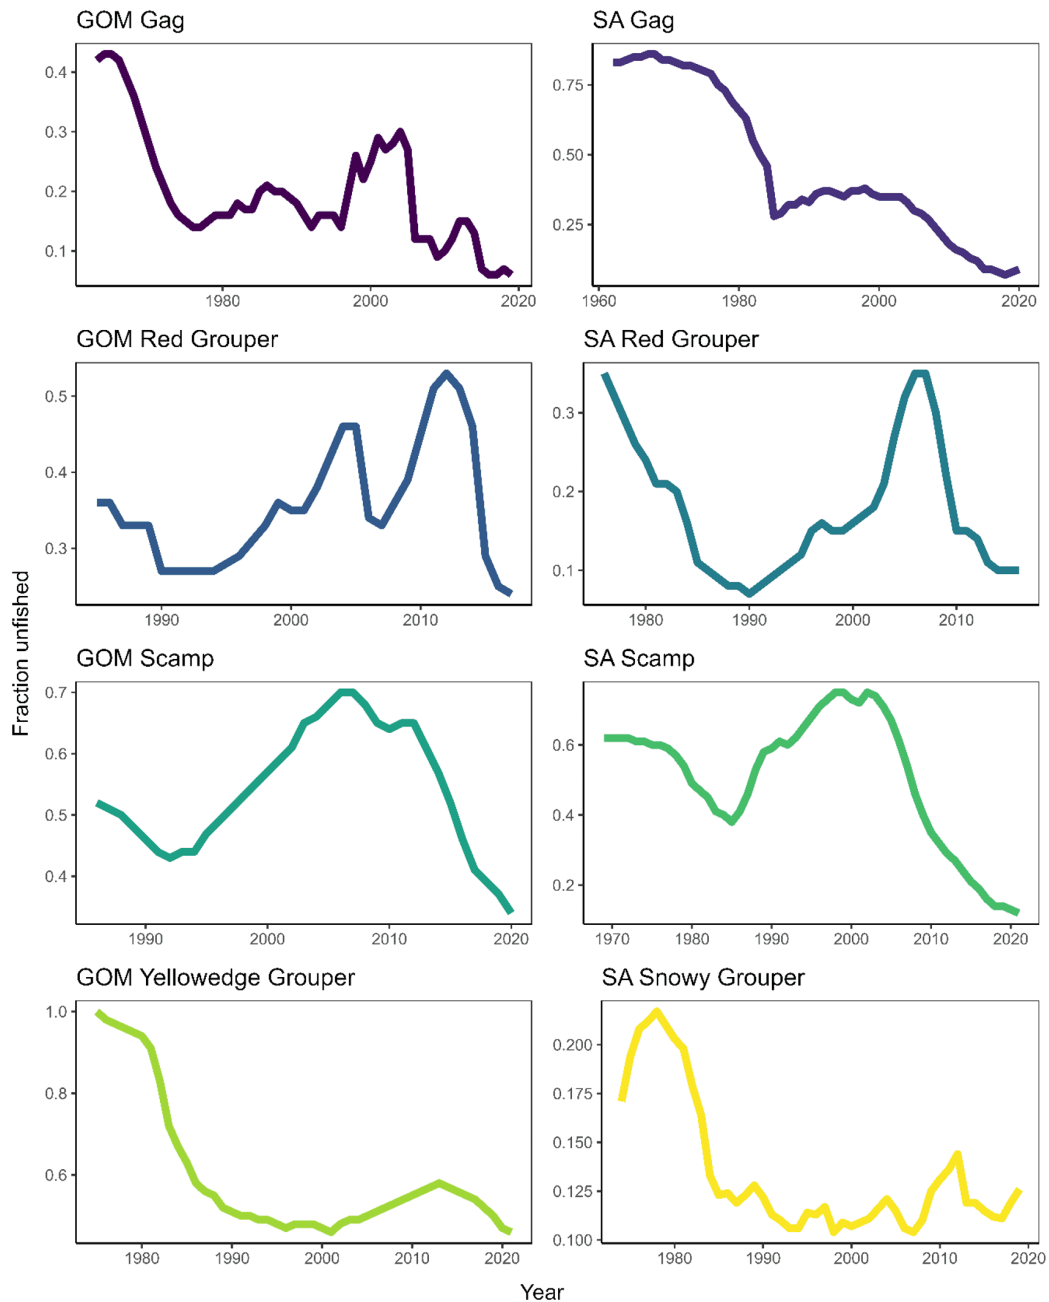 GOM Gag
SA Gag
0.4
0.3
0.2
0.1
1980 2000 2020
0.75
0.50
0.25
1960 1980 2000 2020
GOM Red Grouper
SA Red Grouper
0.5
0.4
0.3
1990 2000 2010
0.3
0.2
0.1
1980 1990 2000 2010
GOM Scamp
SA Scamp
0.7
0.6
0.5
0.4
1990 2000 2010 2020
0.6
0.4
0.2
1970 1980 1990 2000 2010 2020
GOM Yellowedge Grouper
SA Snowy Grouper
1.0
0.8
0.6
1980 1990 2000 2010 2020
0.200
0.175
0.150
0.125
0.100
1980 1990 2000 2010 2020
Fraction unfished
Year